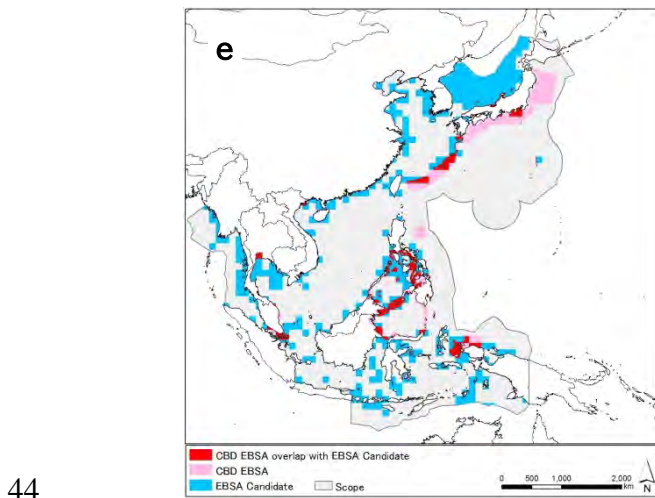 e
CBD EBSA overlap with EBSA Candidate
CBD EBSA
EBSA Candidate Scope
0 500 1,000 2,000
km
N
44